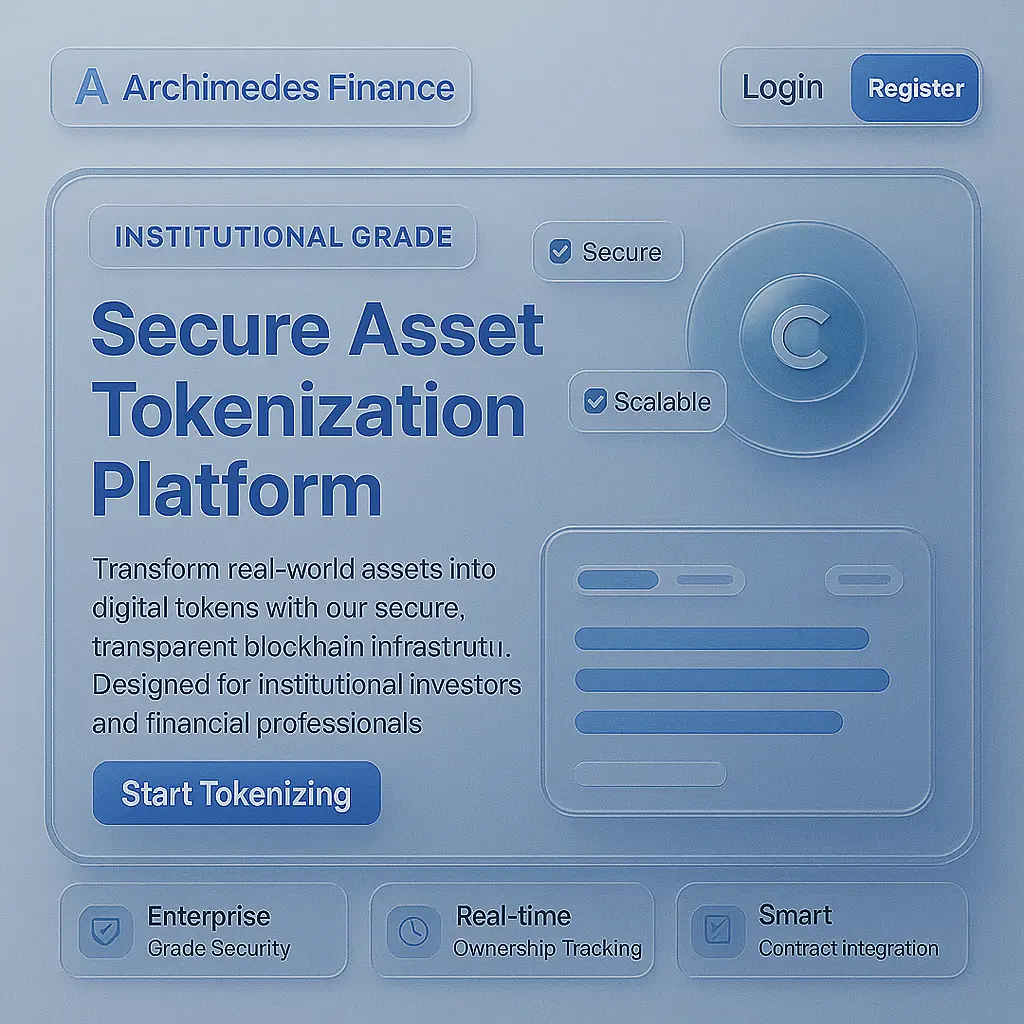 A Archimedes Finance
Login
Register
INSTITUTIONAL GRADE
Secure Asset
Tokenization
Platform
Secure
Scalable
C
Transform real-world assets into
digital tokens with our secure,
transparent blockhain
Designed for institutional investors
and financial professionals
Start Tokenizing
Enterprise
Grade Security
Real-time
Ownership Tracking
Smart
Contract integration